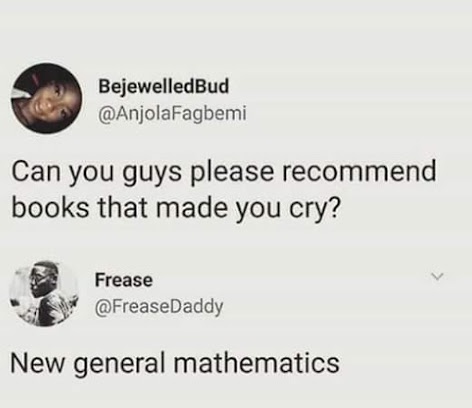 BejewelledBud
@AnjolaFagbemi
Can you guys please recommend
books that made you cry?
Frease
@FreaseDaddy
New general mathematics